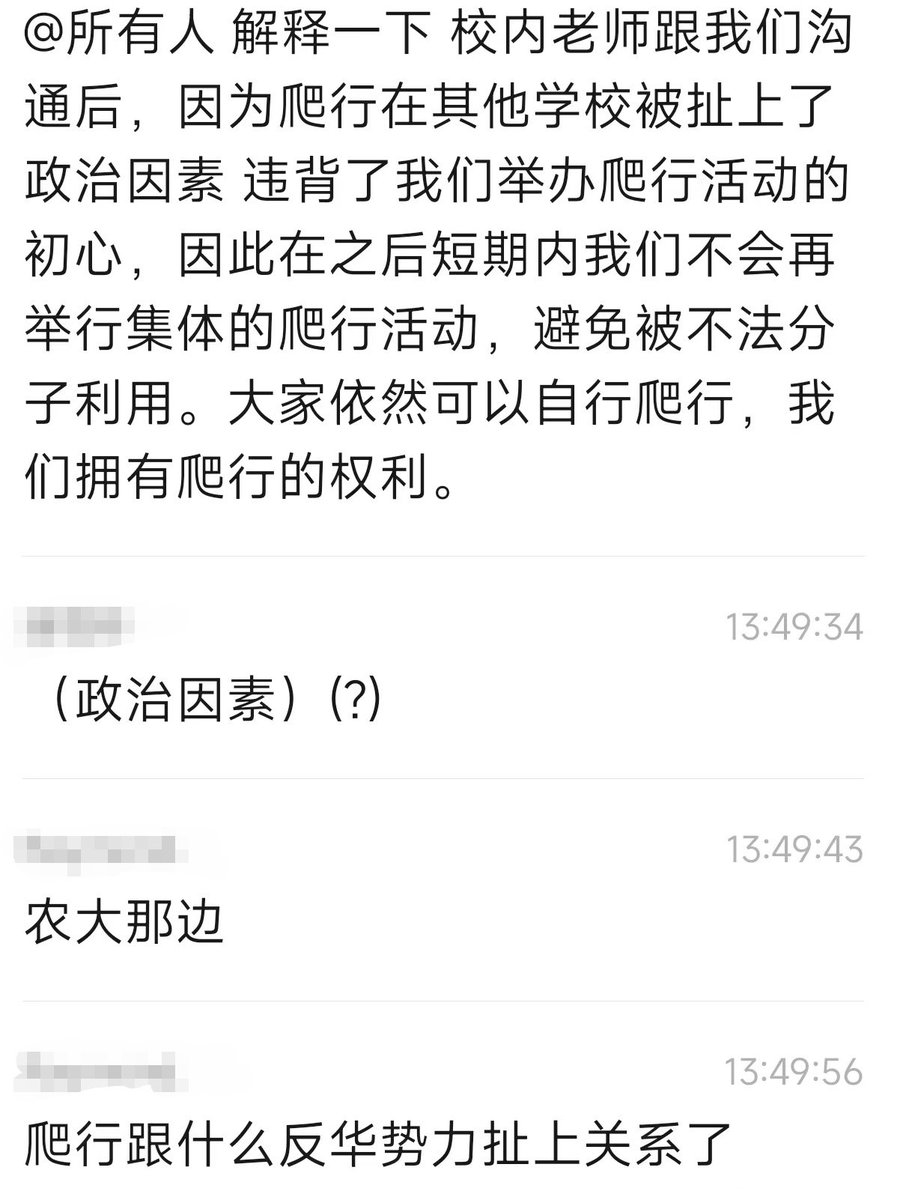 @所有人 解释一下 校内老师跟我们沟
通后，因为爬行在其他学校被扯上了
政治因素 违背了我们举办爬行活动的
初心，因此在之后短期内我们不会再
举行集体的爬行活动，避免被不法分
子利用。大家依然可以自行爬行，我
们拥有爬行的权利。
13:49:34
（政治因素）(?)
13:49:43
农大那边
13:49:56
爬行跟什么反华势力扯上关系了